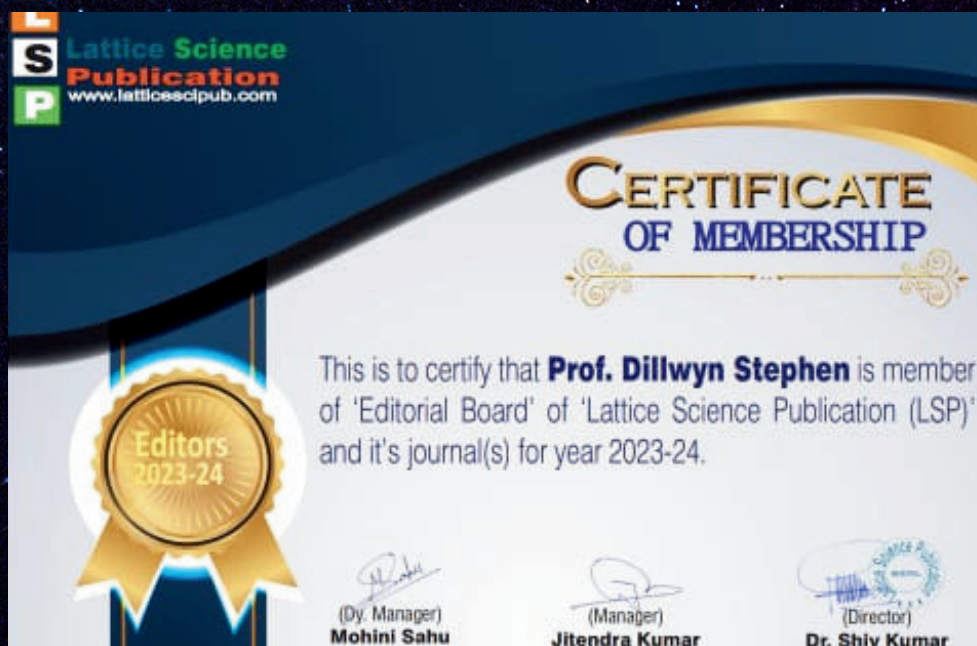 L
S Lattice Science
Publication
P www.latticescipub.com
CERTIFICATE
OF MEMBERSHIP
This is to certify that Prof. Dillwyn Stephen is member
of ‘Editorial Board’ of ‘Lattice Science Publication (LSP)’
and it's journal(s) for year 2023-24.
Editors
2023-24
(Dy. Manager)
Mohini Sahu
(Manager)
Jitendra Kumar
Science Publication
(Director)
Dr. Shiv Kumar